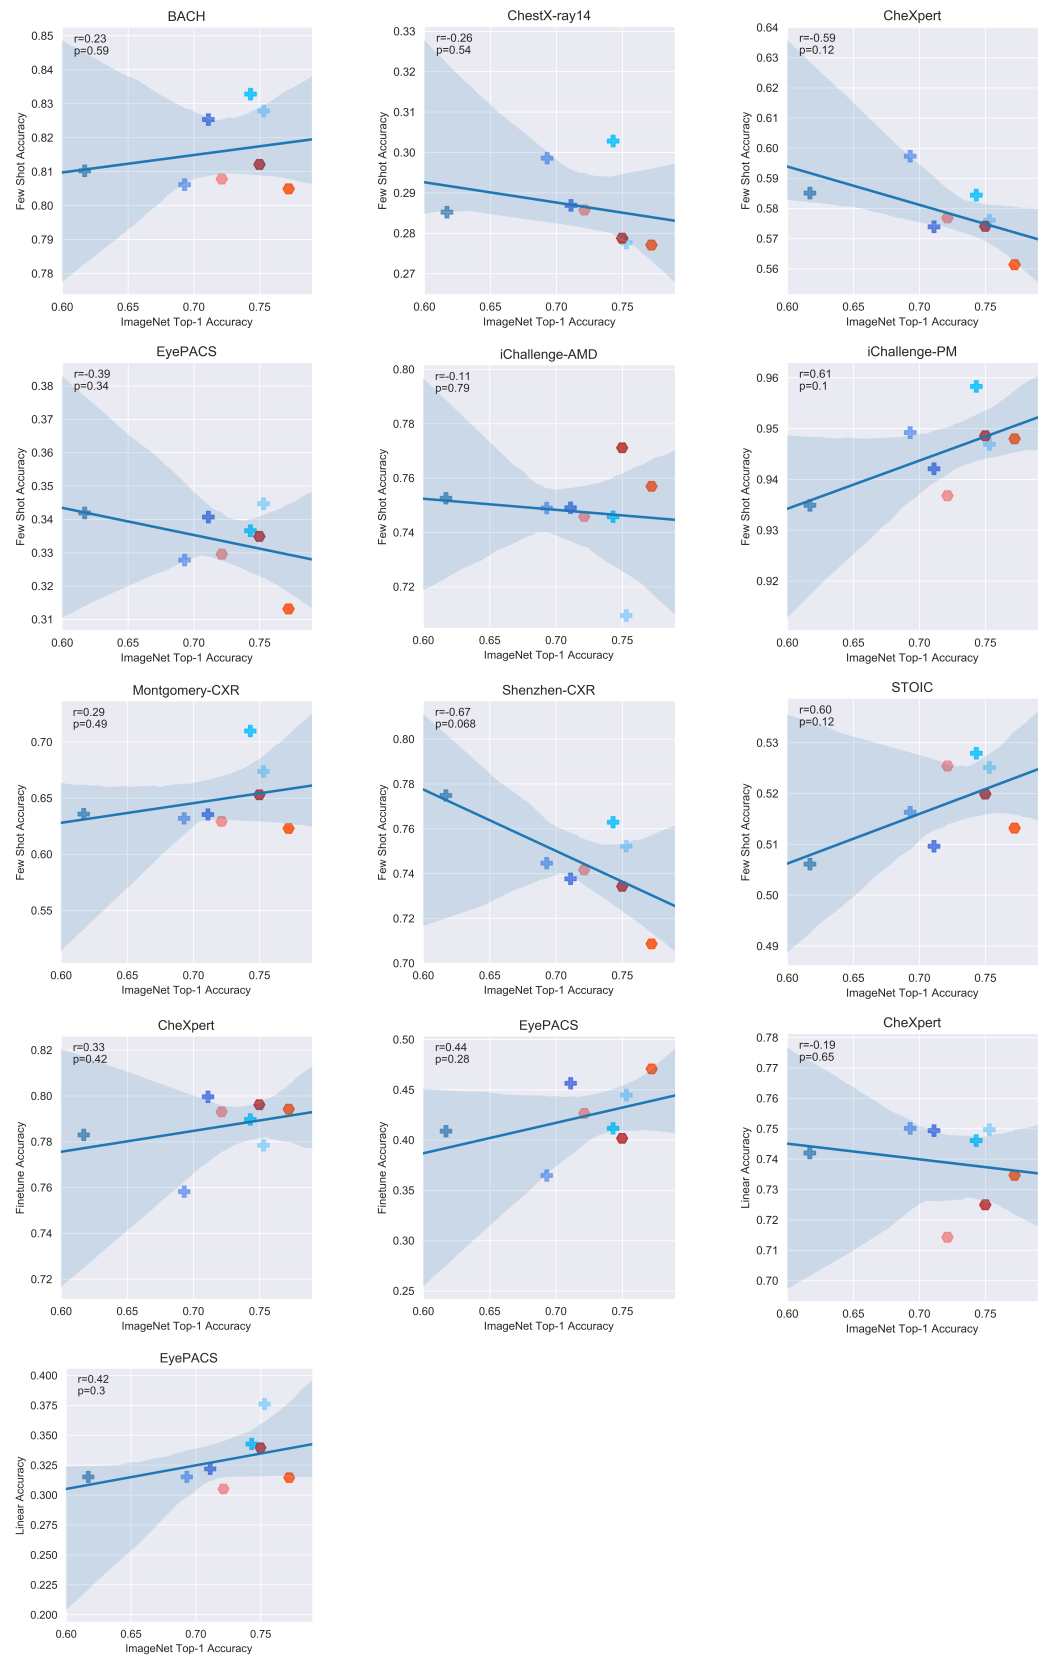 BACH
r=0.23
p=0.59
0.85
0.84
0.83
0.82
0.81
0.80
0.79
0.78
Few Shot Accuracy
0.60 0.65 0.70 0.75
ImageNet Top-1 Accuracy
ChestX-ray14
r=-0.26
p=0.54
0.33
0.32
0.31
0.30
0.29
0.28
0.27
Few Shot Accuracy
0.60 0.65 0.70 0.75
ImageNet Top-1 Accuracy
CheXpert
r=-0.59
p=0.12
0.64
0.63
0.62
0.61
0.60
0.59
0.58
0.57
0.56
Few Shot Accuracy
0.60 0.65 0.70 0.75
ImageNet Top-1 Accuracy
EyePACS
r=-0.39
p=0.34
0.38
0.37
0.36
0.35
0.34
0.33
0.32
0.31
Few Shot Accuracy
0.60 0.65 0.70 0.75
ImageNet Top-1 Accuracy
iChallenge-AMD
r=-0.11
p=0.79
0.80
0.78
0.76
0.74
0.72
Few Shot Accuracy
0.60 0.65 0.70 0.75
ImageNet Top-1 Accuracy
iChallenge-PM
r=0.61
p=0.1
0.96
0.95
0.94
0.93
0.92
Few Shot Accuracy
0.60 0.65 0.70 0.75
ImageNet Top-1 Accuracy
Montgomery-CXR
r=0.29
p=0.49
0.70
0.65
0.60
0.55
Few Shot Accuracy
0.60 0.65 0.70 0.75
ImageNet Top-1 Accuracy
Shenzhen-CXR
r=-0.67
p=0.068
0.80
0.78
0.76
0.74
0.72
0.70
Few Shot Accuracy
0.60 0.65 0.70 0.75
ImageNet Top-1 Accuracy
STOIC
r=0.60
p=0.12
0.53
0.52
0.51
0.50
0.49
Few Shot Accuracy
0.60 0.65 0.70 0.75
ImageNet Top-1 Accuracy
CheXpert
r=0.33
p=0.42
0.82
0.80
0.78
0.76
0.74
0.72
Finetune Accuracy
0.60 0.65 0.70 0.75
ImageNet Top-1 Accuracy
EyePACS
r=0.44
p=0.28
0.50
0.45
0.40
0.35
0.30
0.25
Finetune Accuracy
0.60 0.65 0.70 0.75
ImageNet Top-1 Accuracy
CheXpert
r=-0.19
p=0.65
0.78
0.77
0.76
0.75
0.74
0.73
0.72
0.71
0.70
Linear Accuracy
0.60 0.65 0.70 0.75
ImageNet Top-1 Accuracy
EyePACS
r=0.42
p=0.3
0.400
0.375
0.350
0.325
0.300
0.275
0.250
0.225
0.200
Linear Accuracy
0.60 0.65 0.70 0.75
ImageNet Top-1 Accuracy